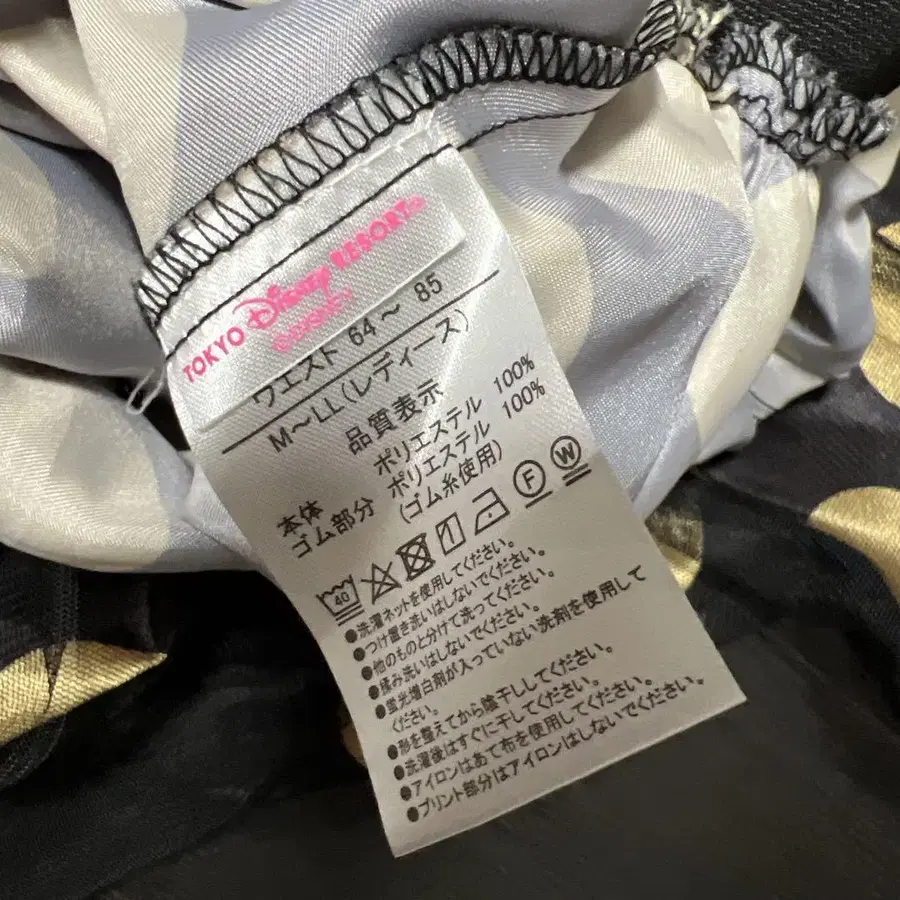 TOKYO Disney RESORT®
©DISNEY
ウエスト 64～ 85
M～LL(レディース)
品質表示
本体 ポリエステル 100%
ゴム部分 ポリエステル 100%
(ゴム糸使用)
40 F W
●洗濯ネットを使用してください。
●つけ置き洗いはしないでください。
●他のものと分けて洗ってください。
●揉み洗いはしないでください。
●蛍光増白剤が入っていない洗剤を使用して
ください。
●形を整えてから陰干ししてください。
●洗濯後はすぐに干してください。
●アイロンはあて布を使用してください。
●プリント部分はアイロンはしないでください。